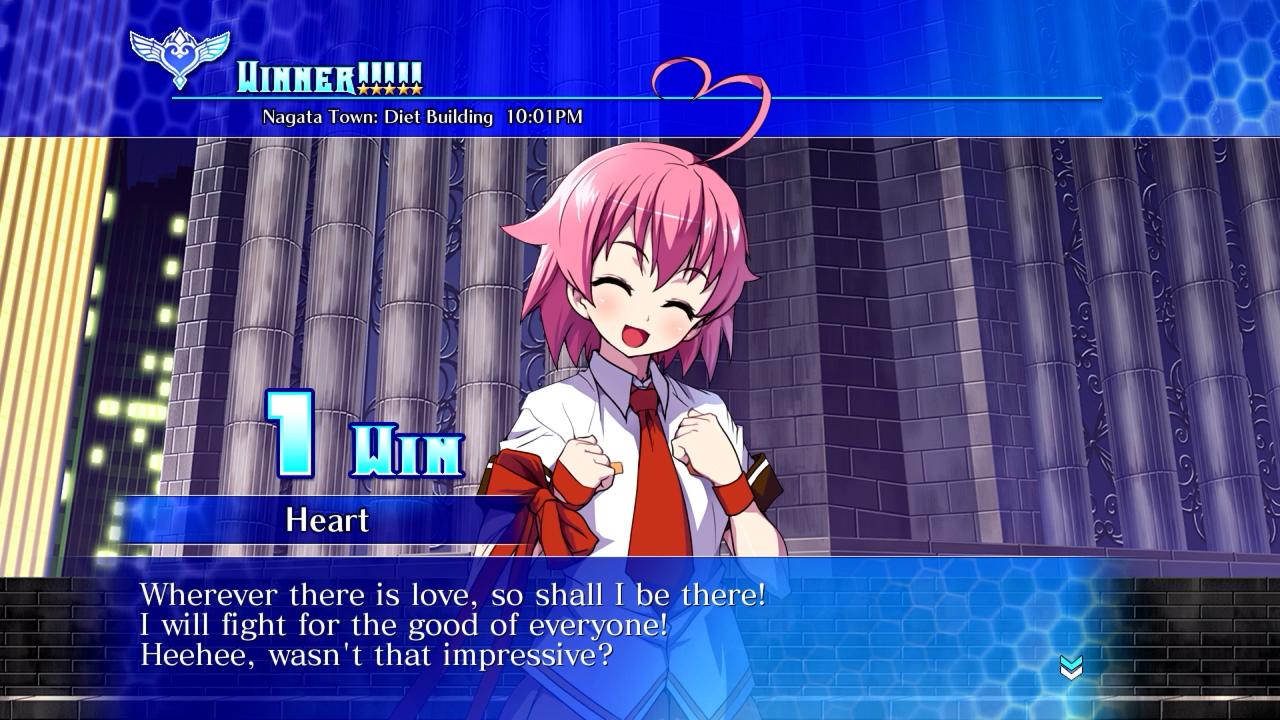 WINNER!!!!!
Nagata Town: Diet Building 10:01PM
1 WIN
Heart
Wherever there is love, so shall I be there!
I will fight for the good of everyone!
Heehee, wasn't that impressive?